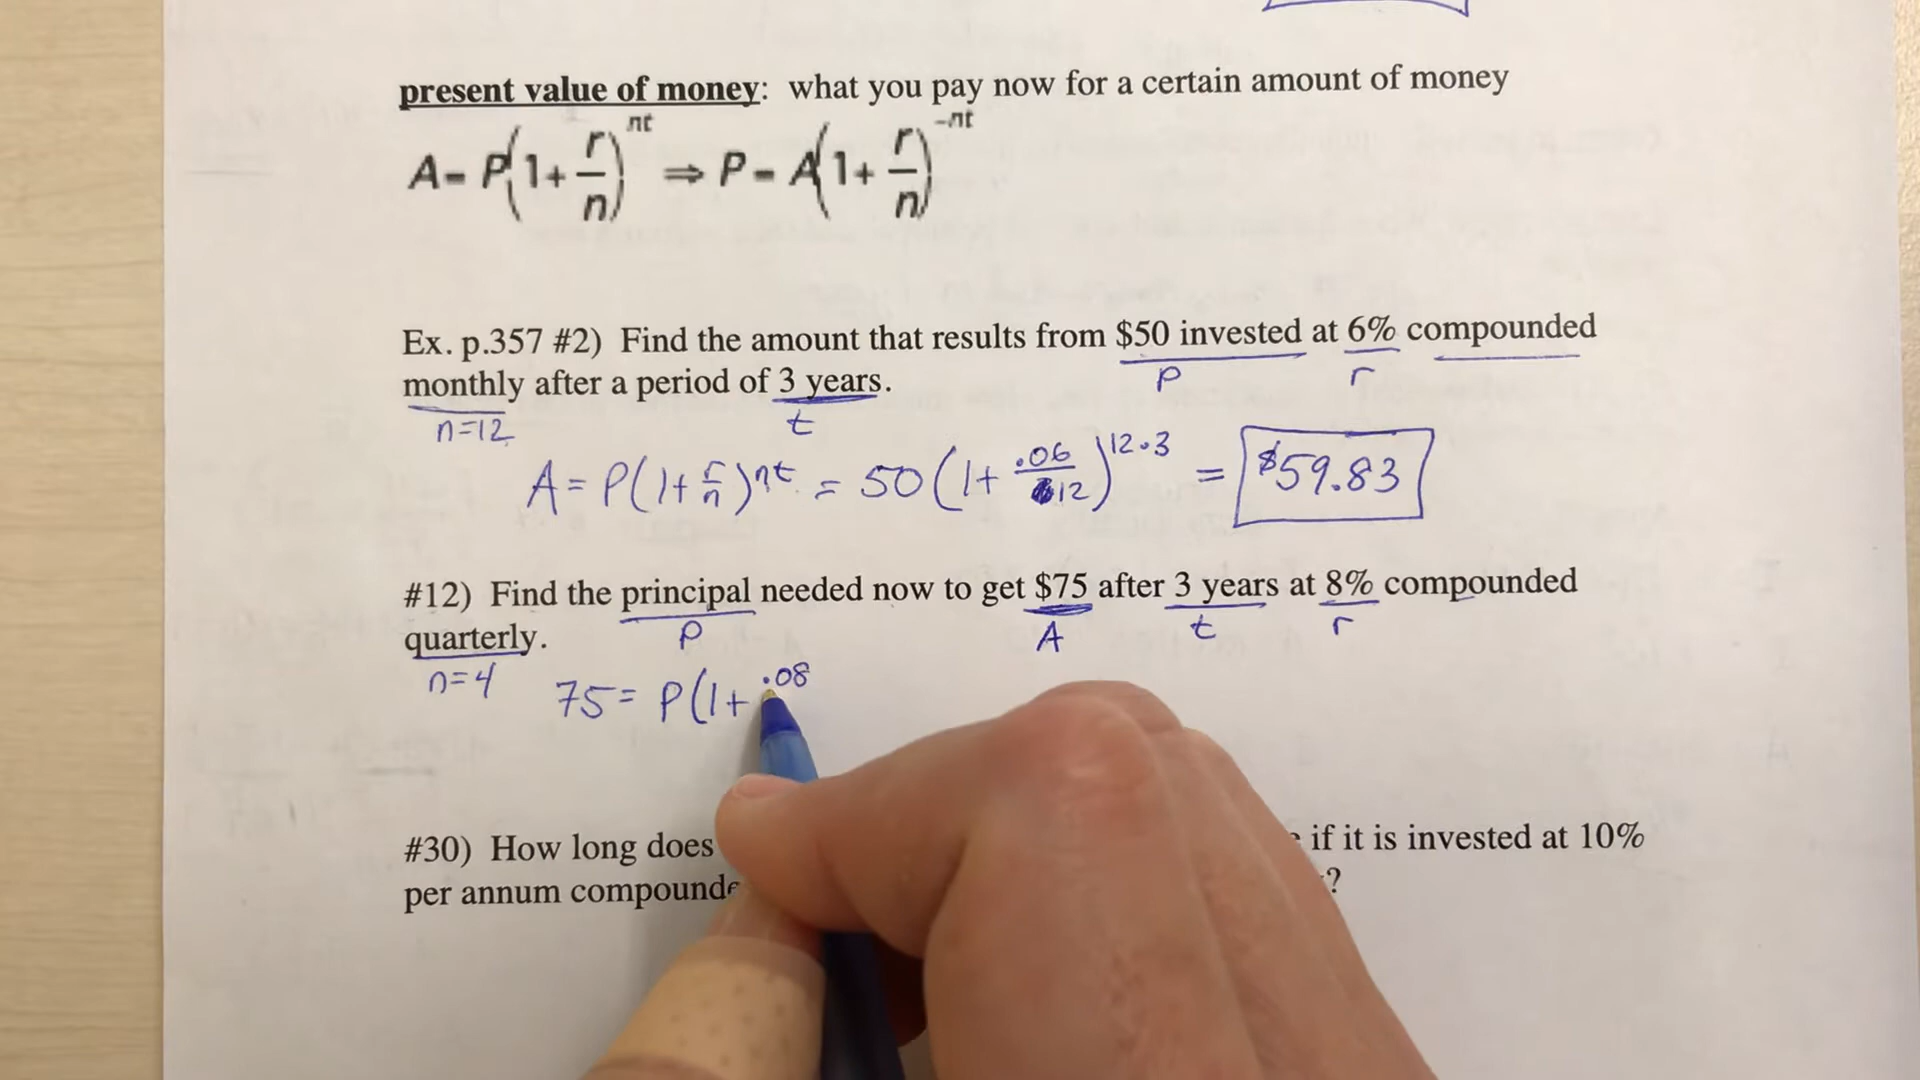 present value of money: what you pay now for a certain amount of money
A = P(1 + r/n)^nt ⇒ P = A(1 + r/n)^-nt
Ex. p.357 #2) Find the amount that results from $50 invested at 6% compounded
P r
monthly after a period of 3 years.
n=12 t
A = P(1 + r/n)^nt = 50(1 + .06/12)^12·3 = $59.83
#12) Find the principal needed now to get $75 after 3 years at 8% compounded
P A t r
quarterly.
n=4 75 = P(1 + .08
#30) How long does if it is invested at 10%
per annum ?